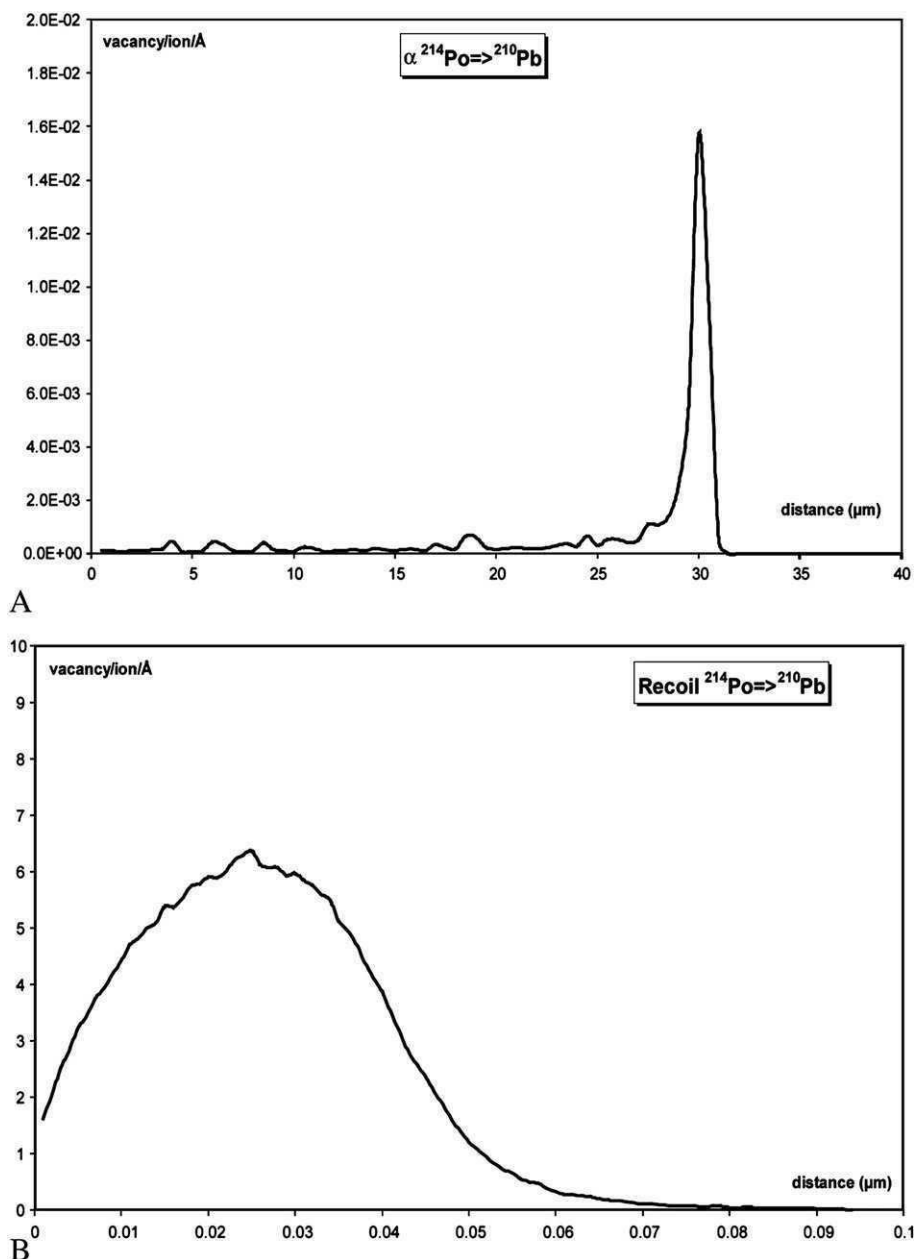 2.0E-02
vacancy/ion/Å
α ²¹⁴Po=>²¹⁰Pb
1.8E-02
1.6E-02
1.4E-02
1.2E-02
1.0E-02
8.0E-03
6.0E-03
4.0E-03
2.0E-03
distance (µm)
0.0E+00
0 5 10 15 20 25 30 35 40
A
10
vacancy/ion/Å
Recoil ²¹⁴Po=>²¹⁰Pb
9
8
7
6
5
4
3
2
1
distance (µm)
0
0 0.01 0.02 0.03 0.04 0.05 0.06 0.07 0.08 0.09 0.1
B